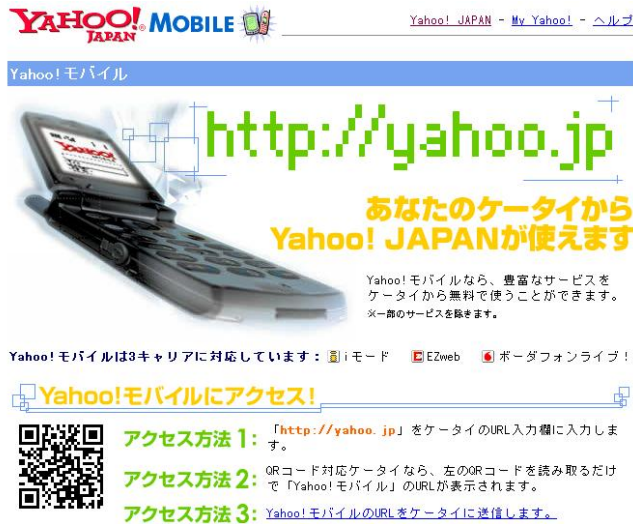 YAHOO! JAPAN MOBILE
Yahoo! JAPAN - My Yahoo! - ヘルプ
Yahoo!モバイル
YAHOO!
http://yahoo.jp
あなたのケータイから
Yahoo! JAPANが使えます
Yahoo!モバイルなら、豊富なサービスを
ケータイから無料で使うことができます。
※一部のサービスを除きます。
Yahoo!モバイルは3キャリアに対応しています: iモード EZweb ボーダフォンライブ!
Yahoo!モバイルにアクセス!
アクセス方法1: 「http://yahoo.jp」をケータイのURL入力欄に入力しま
す。
アクセス方法2: QRコード対応ケータイなら、左のQRコードを読み取るだけ
で「Yahoo!モバイル」のURLが表示されます。
アクセス方法3: Yahoo!モバイルのURLをケータイに送信します。